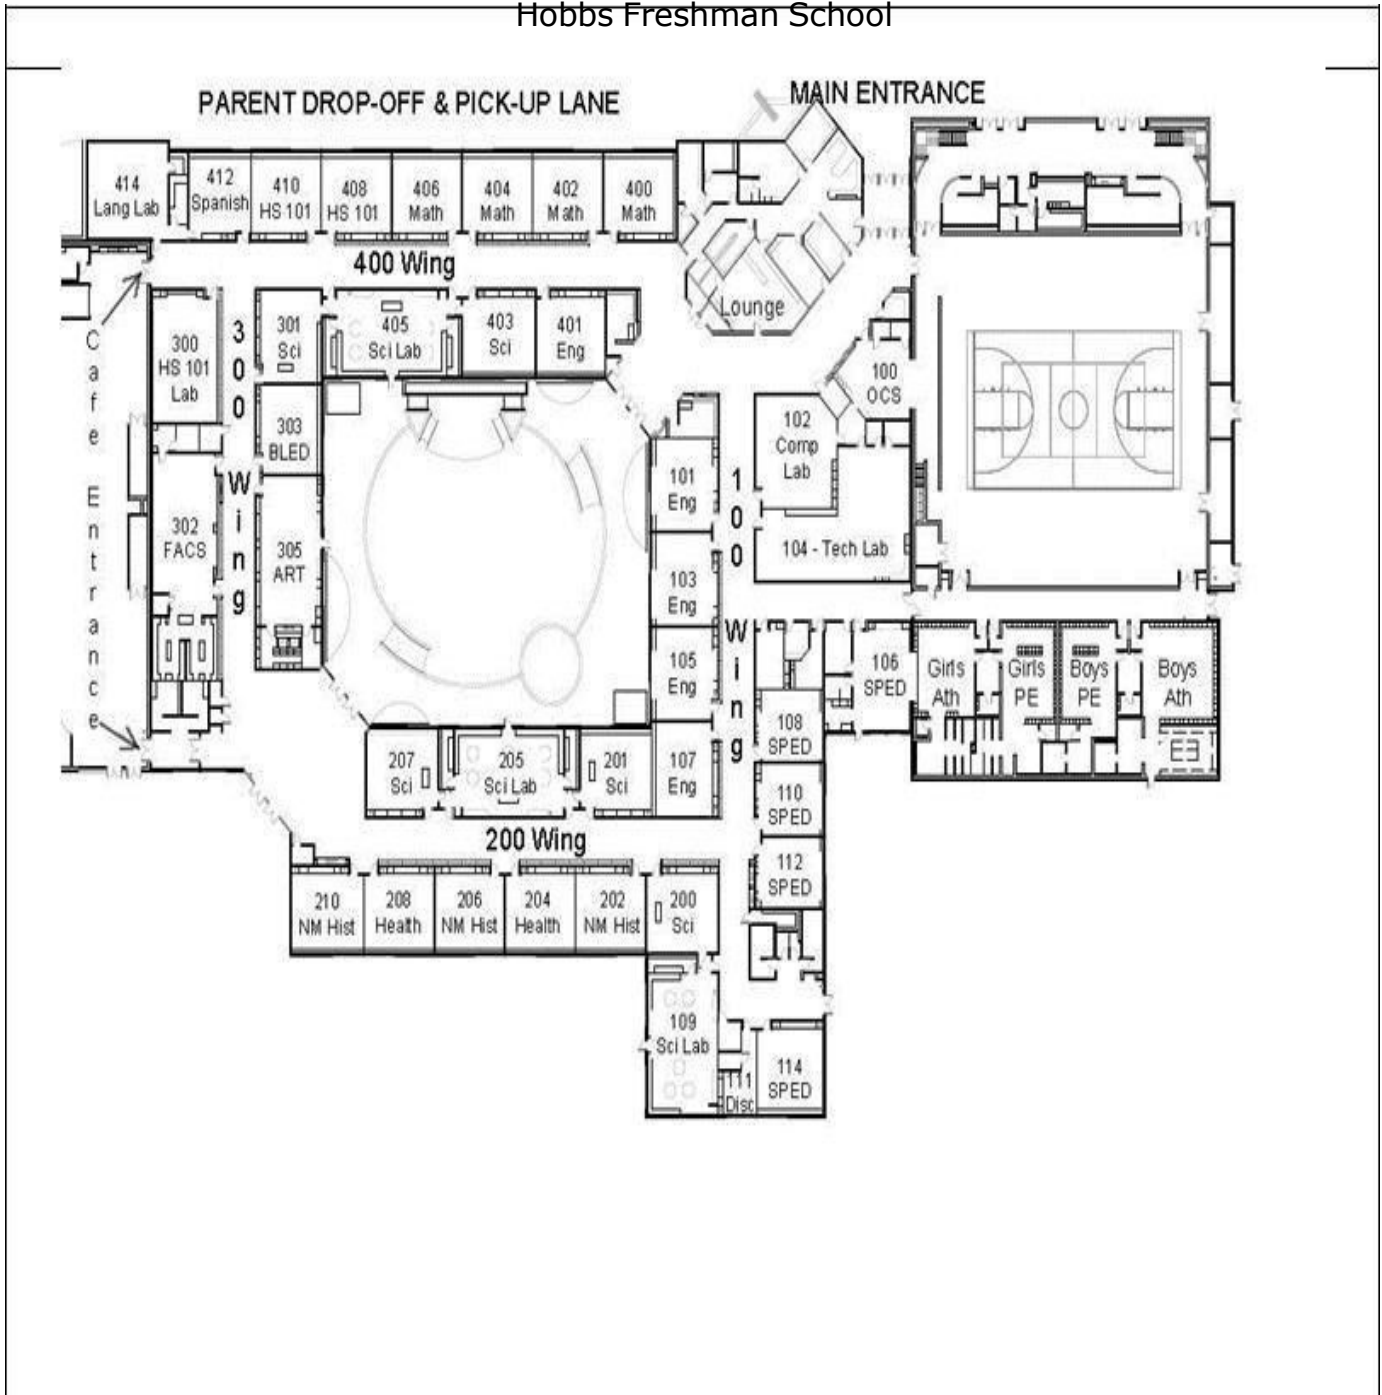 Hobbs Freshman School
PARENT DROP-OFF & PICK-UP LANE
MAIN ENTRANCE
414
Lang Lab
412
Spanish
410
HS 101
408
HS 101
406
Math
404
Math
402
Math
400
Math
400 Wing
Lounge
Cafe Entrance
300
HS 101
Lab
300 Wing
301
Sci
405
Sci Lab
403
Sci
401
Eng
303
BLED
302
FACS
305
ART
100
OCS
102
Comp
Lab
101
Eng
100 Wing
104 - Tech Lab
103
Eng
105
Eng
106
SPED
Girls
Ath
Girls
PE
Boys
PE
Boys
Ath
108
SPED
207
Sci
205
Sci Lab
201
Sci
107
Eng
110
SPED
200 Wing
112
SPED
210
NM Hist
208
Health
206
NM Hist
204
Health
202
NM Hist
200
Sci
109
Sci Lab
111
Disc
114
SPED